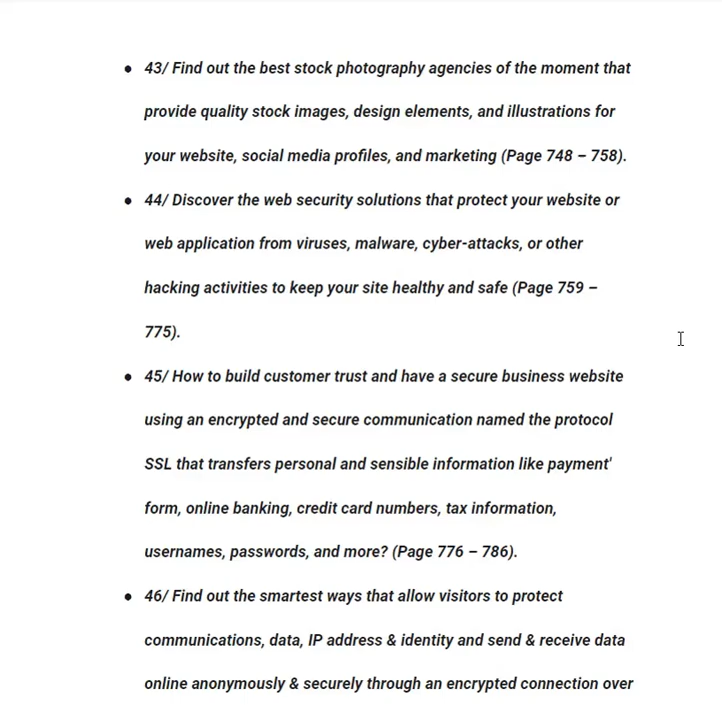 • 43/ Find out the best stock photography agencies of the moment that
provide quality stock images, design elements, and illustrations for
your website, social media profiles, and marketing (Page 748 – 758).
• 44/ Discover the web security solutions that protect your website or
web application from viruses, malware, cyber-attacks, or other
hacking activities to keep your site healthy and safe (Page 759 –
775).
• 45/ How to build customer trust and have a secure business website
using an encrypted and secure communication named the protocol
SSL that transfers personal and sensible information like payment'
form, online banking, credit card numbers, tax information,
usernames, passwords, and more? (Page 776 – 786).
• 46/ Find out the smartest ways that allow visitors to protect
communications, data, IP address & identity and send & receive data
online anonymously & securely through an encrypted connection over